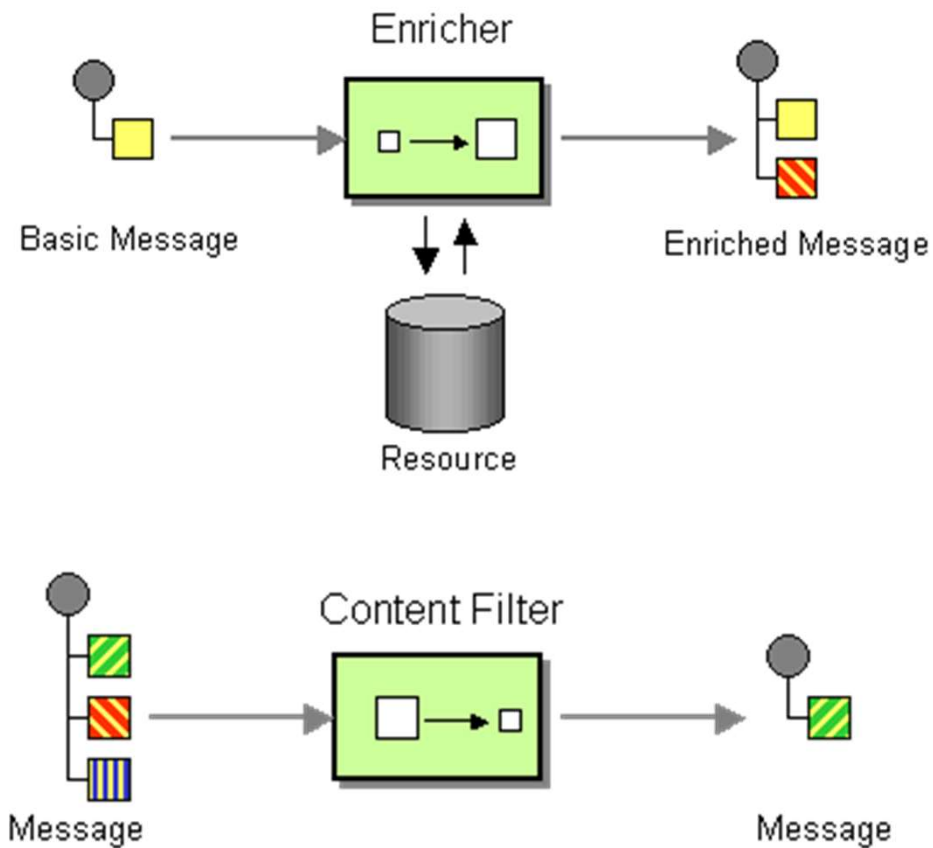 Enricher
Basic Message
Enriched Message
Resource
Content Filter
Message
Message